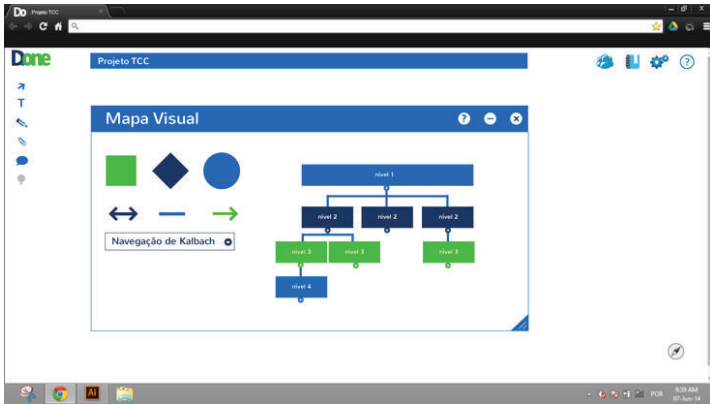 Do Projeto TCC
Done
Projeto TCC
?
T
Mapa Visual
?
nível 1
nível 2
nível 2
nível 2
Navegação de Kalbach
nível 3
nível 3
nível 3
nível 4
Ai
POR
9:39 AM
07-Jun-14